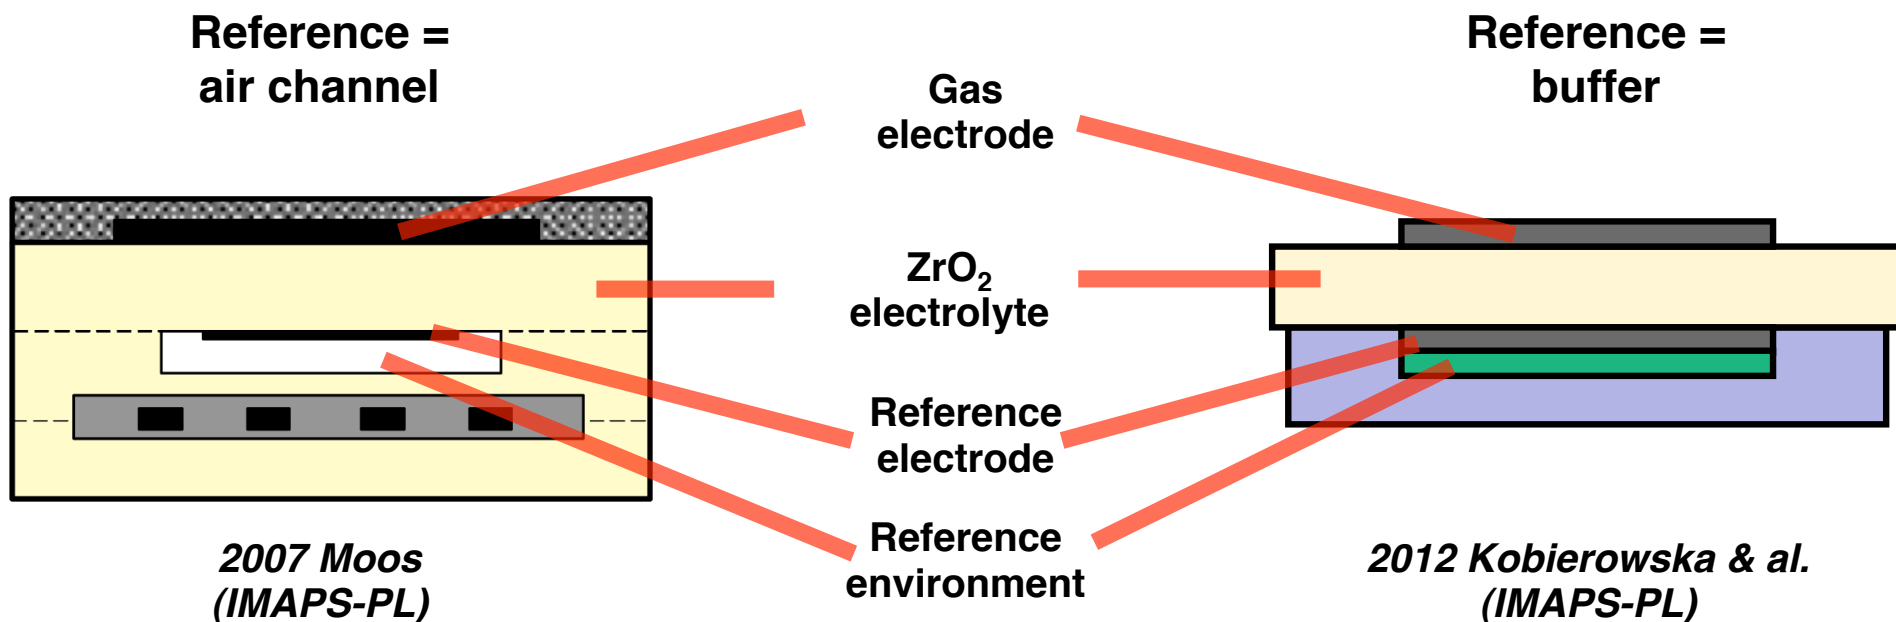 Reference =
air channel
Gas
electrode
Reference =
buffer
ZrO₂
electrolyte
Reference
electrode
Reference
environment
2007 Moos
(IMAPS-PL)
2012 Kobierowska & al.
(IMAPS-PL)